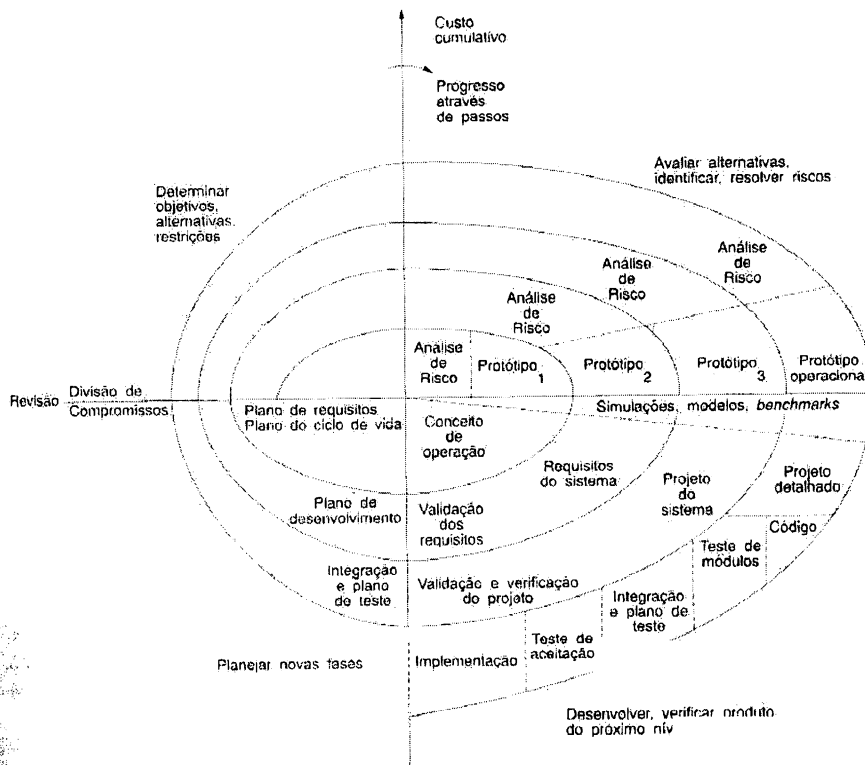 Custo
cumulativo
Progresso
através
de passos
Avaliar alternativas,
identificar, resolver riscos
Determinar
objetivos,
alternativas,
restrições
Análise
de
Risco
Análise
de
Risco
Análise
de
Risco
Análise
de
Risco
Protótipo
1
Protótipo
2
Protótipo
3
Protótipo
operaciona
Revisão
Divisão de
Compromissos
Plano de requisitos
Plano do ciclo de vida
Conceito
de
operação
Simulações, modelos, benchmarks
Requisitos
do sistema
Projeto
do
sistema
Projeto
detalhado
Plano de
desenvolvimento
Validação
dos
requisitos
Código
Teste de
módulos
Integração
e plano
de teste
Validação e verificação
do projeto
Integração
e plano de
teste
Teste de
aceitação
Implementação
Planejar novas fases
Desenvolver, verificar produto
do próximo nív